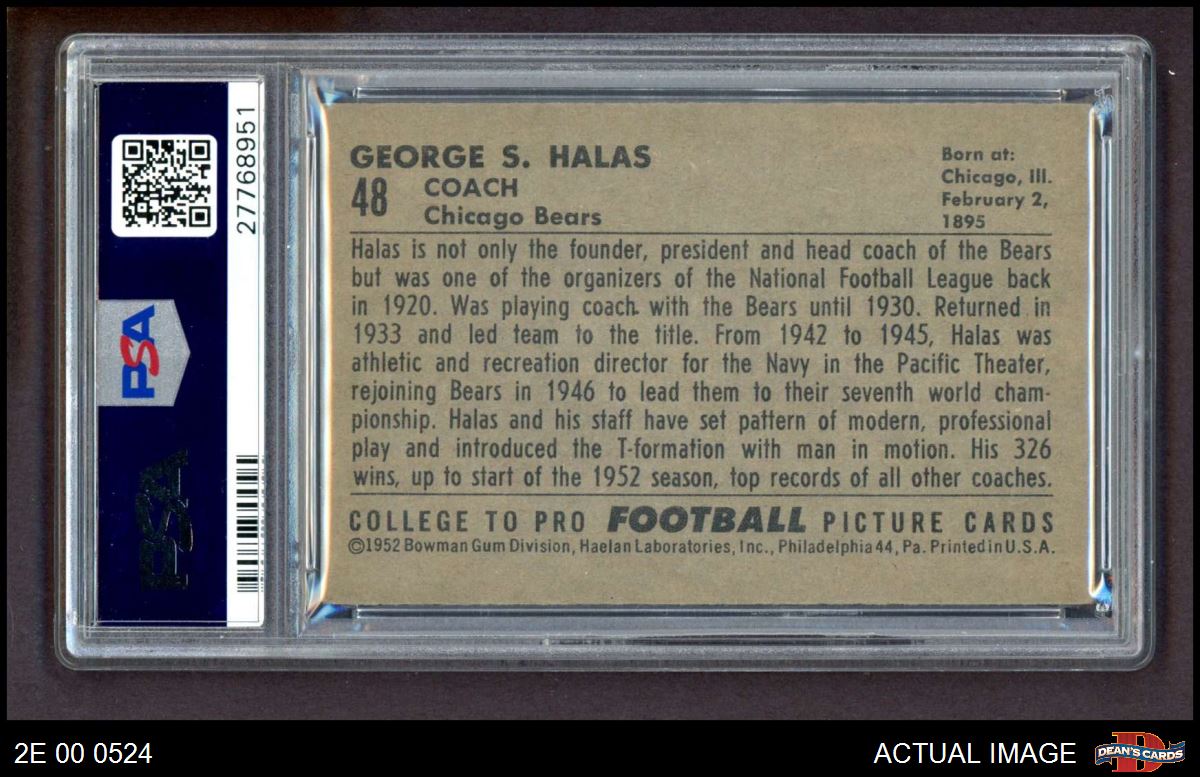 27768951
PSA
PSA
GEORGE S. HALAS
48
COACH
Chicago Bears
Born at:
Chicago, Ill.
February 2,
1895
Halas is not only the founder, president and head coach of the Bears
but was one of the organizers of the National Football League back
in 1920. Was playing coach with the Bears until 1930. Returned in
1933 and led team to the title. From 1942 to 1945, Halas was
athletic and recreation director for the Navy in the Pacific Theater,
rejoining Bears in 1946 to lead them to their seventh world cham-
pionship. Halas and his staff have set pattern of modern, professional
play and introduced the T-formation with man in motion. His 326
wins, up to start of the 1952 season, top records of all other coaches.
COLLEGE TO PRO FOOTBALL PICTURE CARDS
©1952 Bowman Gum Division, Haelan Laboratories, Inc., Philadelphia 44, Pa. Printed in U.S.A.
2E 00 0524
ACTUAL IMAGE
DEAN'S CARDS